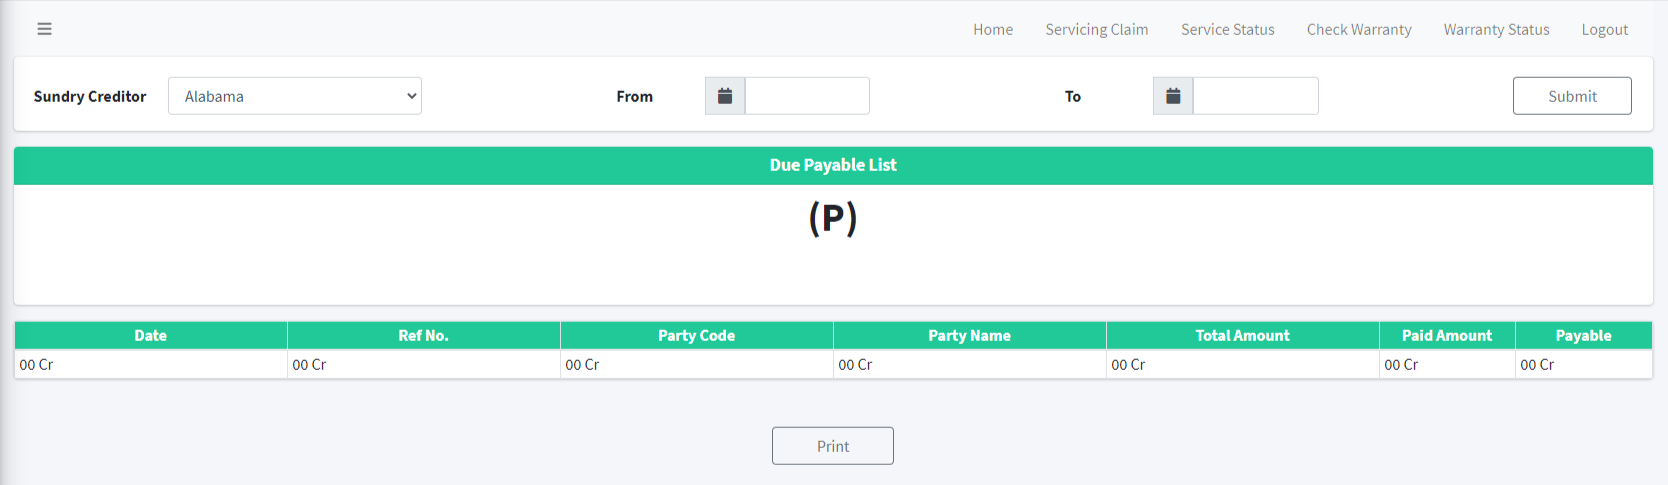 Home Servicing Claim Service Status Check Warranty Warranty Status Logout
Sundry Creditor Alabama From To Submit
Due Payable List
(P)
Date Ref No. Party Code Party Name Total Amount Paid Amount Payable
00 Cr 00 Cr 00 Cr 00 Cr 00 Cr 00 Cr 00 Cr
Print